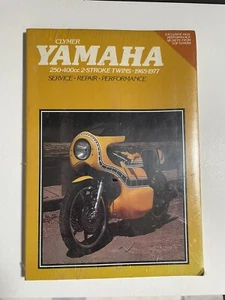 CLYMER
YAMAHA
250-400cc 2-STROKE TWINS • 1965-1977
SERVICE • REPAIR • PERFORMANCE